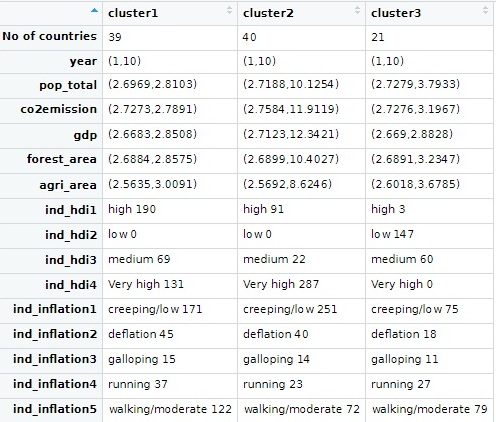 cluster1 cluster2 cluster3
No of countries 39 40 21
year (1,10) (1,10) (1,10)
pop_total (2.6969,2.8103) (2.7188,10.1254) (2.7279,3.7933)
co2emission (2.7273,2.7891) (2.7584,11.9119) (2.7276,3.1967)
gdp (2.6683,2.8508) (2.7123,12.3421) (2.669,2.8828)
forest_area (2.6884,2.8575) (2.6899,10.4027) (2.6891,3.2347)
agri_area (2.5635,3.0091) (2.5692,8.6246) (2.6018,3.6785)
ind_hdi1 high 190 high 91 high 3
ind_hdi2 low 0 low 0 low 147
ind_hdi3 medium 69 medium 22 medium 60
ind_hdi4 Very high 131 Very high 287 Very high 0
ind_inflation1 creeping/low 171 creeping/low 251 creeping/low 75
ind_inflation2 deflation 45 deflation 40 deflation 18
ind_inflation3 galloping 15 galloping 14 galloping 11
ind_inflation4 running 37 running 23 running 27
ind_inflation5 walking/moderate 122 walking/moderate 72 walking/moderate 79